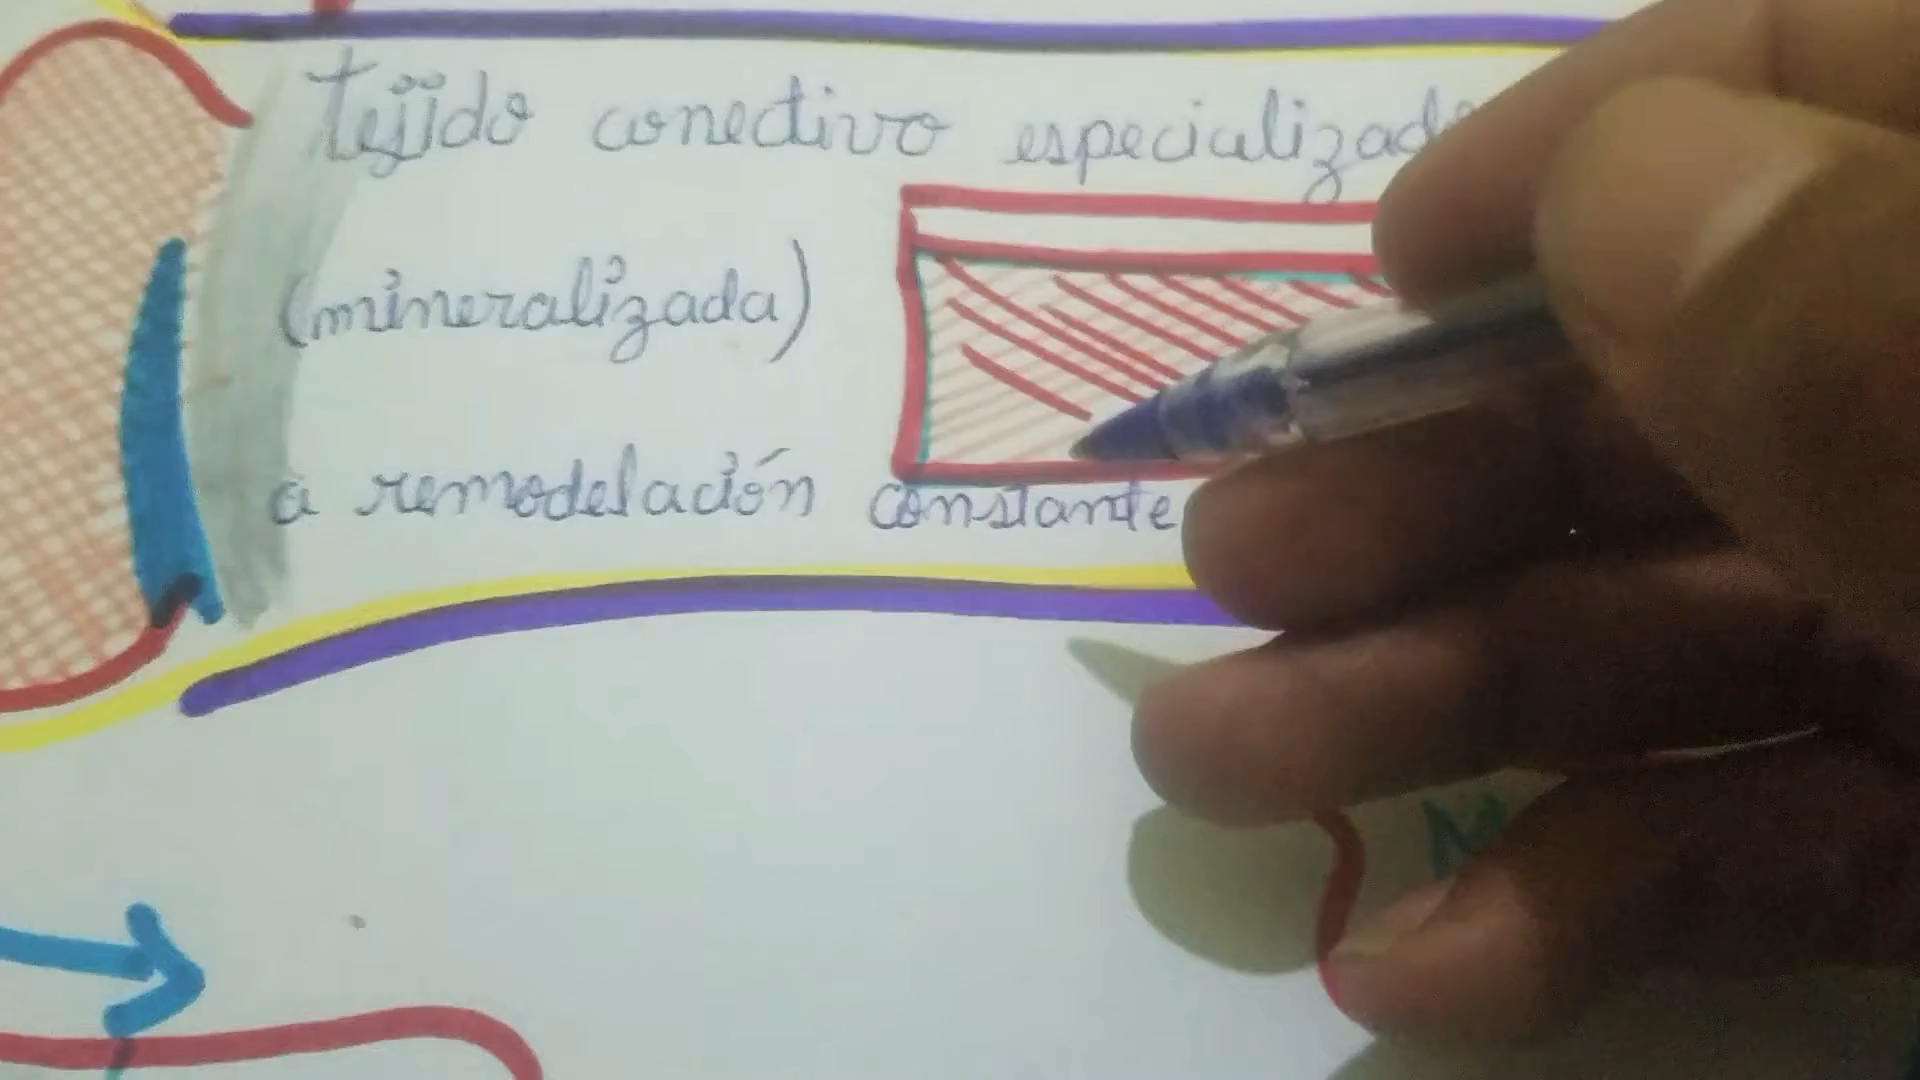 tejido conectivo especializado
(mineralizada)
a remodelación constante